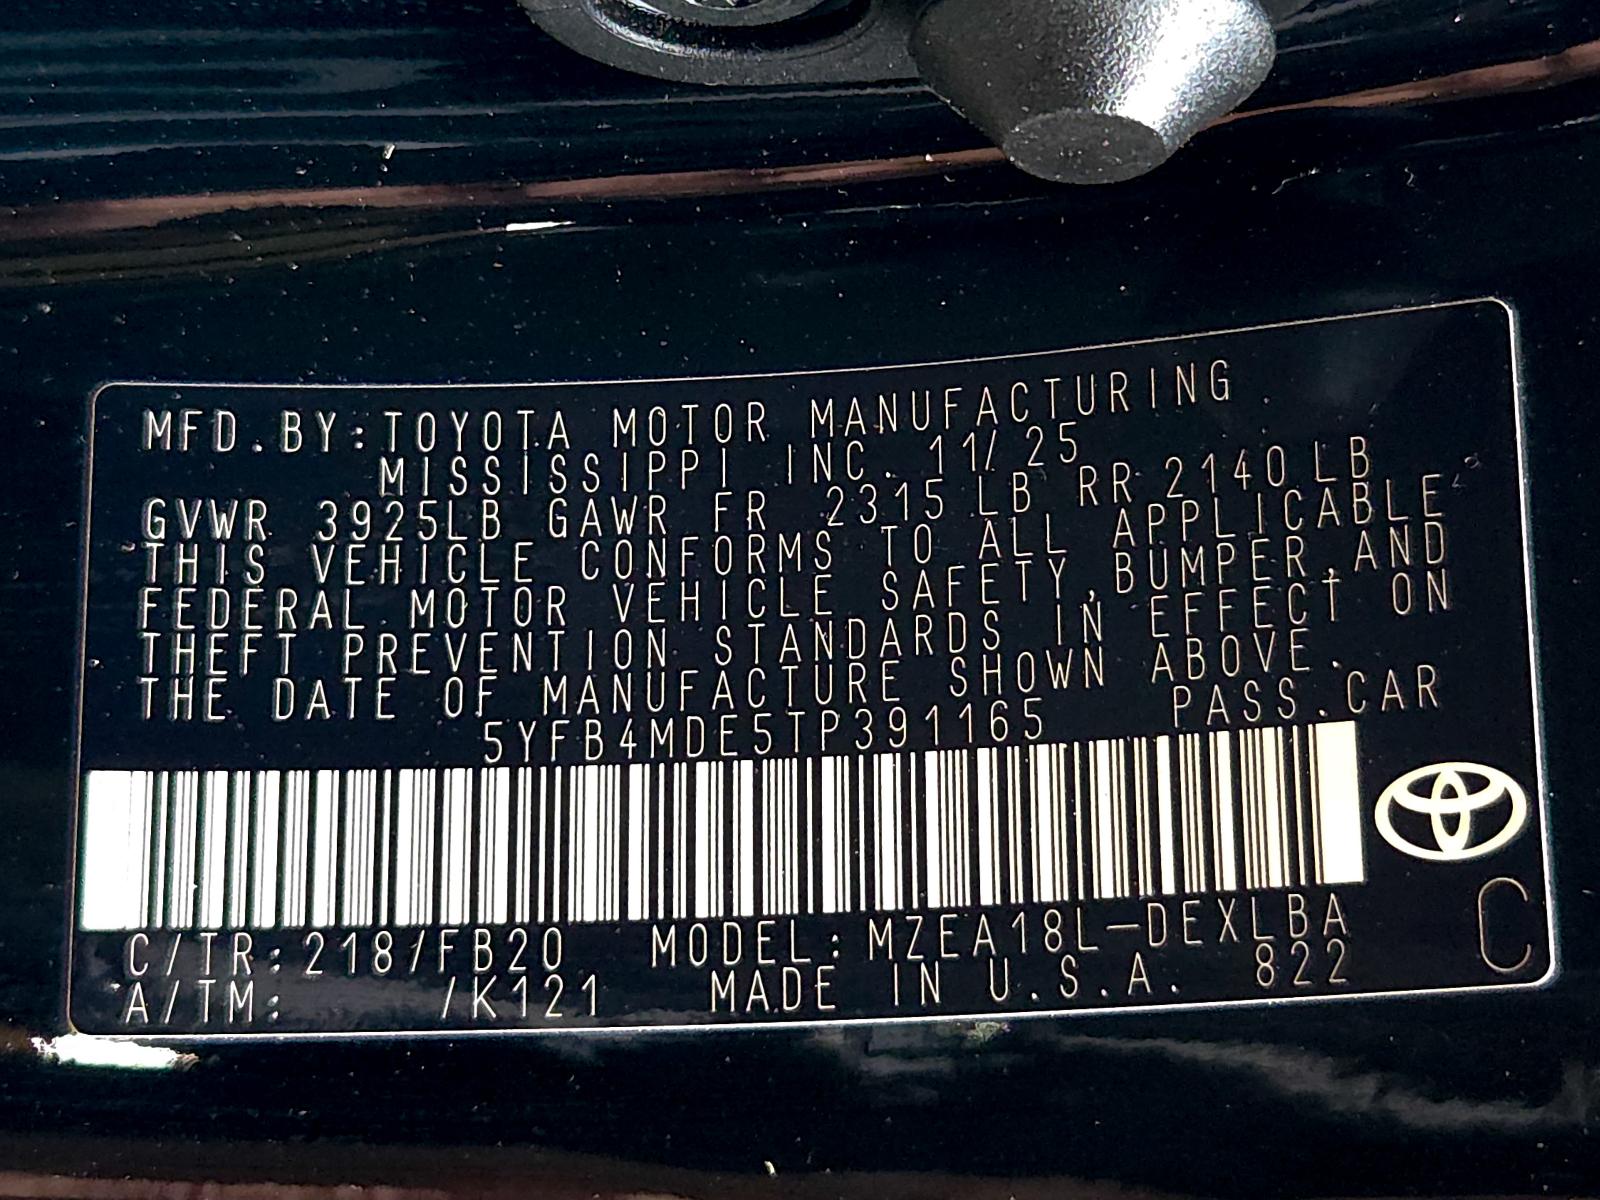 MFD.BY:TOYOTA MOTOR MANUFACTURING
MISSISSIPPI INC. 11/25
GVWR 3925LB GAWR FR 2315 LB RR 2140 LB
THIS VEHICLE CONFORMS TO ALL APPLICABLE
FEDERAL MOTOR VEHICLE SAFETY,BUMPER,AND
THEFT PREVENTION STANDARDS IN EFFECT ON
THE DATE OF MANUFACTURE SHOWN ABOVE.
5YFB4MDE5TP391165 PASS.CAR
C/TR:218/FB20 MODEL:MZEA18L-DEXLBA
A/TM: /K121 MADE IN U.S.A. 822
C